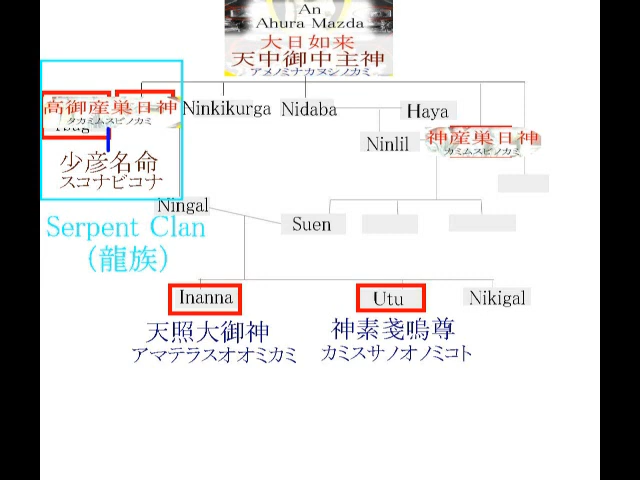 An
Ahura Mazda
大日如来
天中御中主神
アメノミナカヌシノカミ
高御産巣日神
タカミムスビノカミ
Ninkikurga
Nidaba
Haya
Ninlil
神産巣日神
カミムスビノカミ
少彦名命
スコナビコナ
Ningal
Suen
Serpent Clan
（龍族）
Inanna
Utu
Nikigal
天照大御神
アマテラスオオミカミ
神素戔嗚尊
カミスサノオノミコト